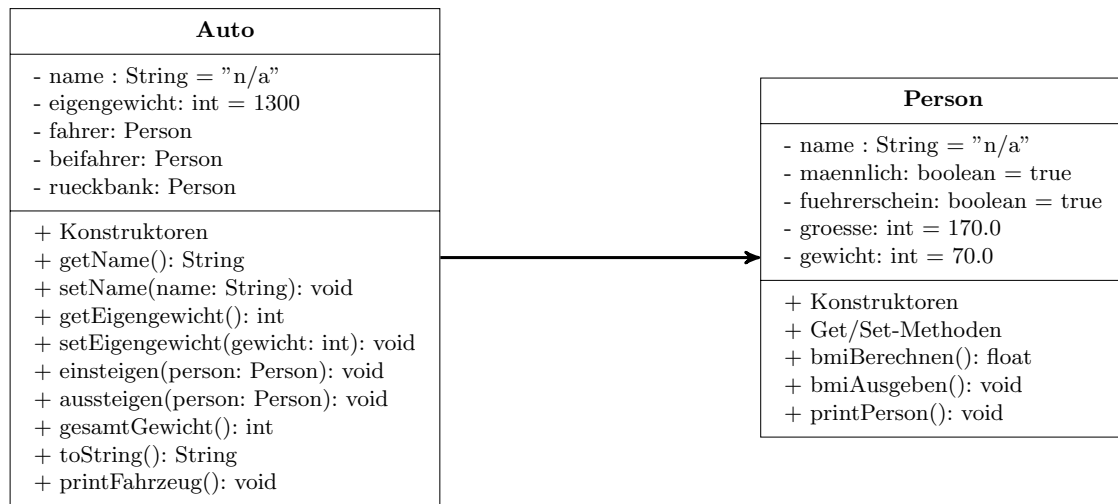 Auto
- name : String = ”n/a”
- eigengewicht: int = 1300
- fahrer: Person
- beifahrer: Person
- rueckbank: Person
+ Konstruktoren
+ getName(): String
+ setName(name: String): void
+ getEigengewicht(): int
+ setEigengewicht(gewicht: int): void
+ einsteigen(person: Person): void
+ aussteigen(person: Person): void
+ gesamtGewicht(): int
+ toString(): String
+ printFahrzeug(): void
Person
- name : String = ”n/a”
- maennlich: boolean = true
- fuehrerschein: boolean = true
- groesse: int = 170.0
- gewicht: int = 70.0
+ Konstruktoren
+ Get/Set-Methoden
+ bmiBerechnen(): float
+ bmiAusgeben(): void
+ printPerson(): void